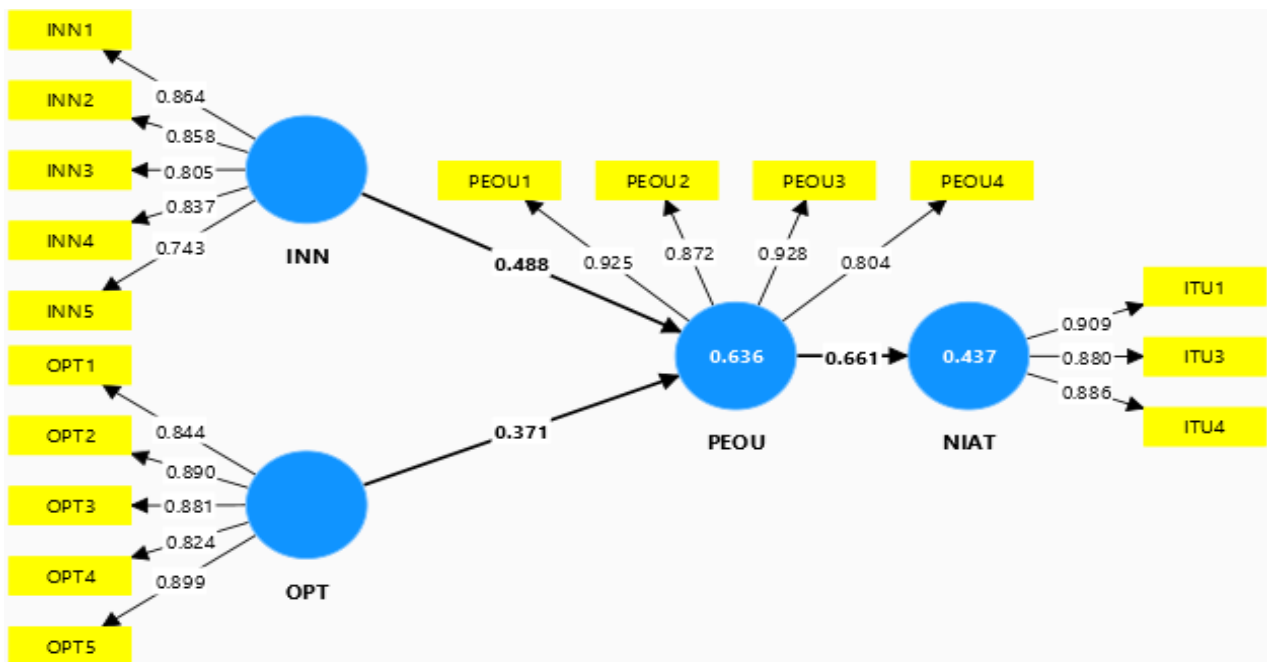 INN1
0.864
INN2
0.858
INN3
0.805
INN4
0.837
INN5
0.743
INN
OPT1
0.844
OPT2
0.890
OPT3
0.881
OPT4
0.824
OPT5
0.899
OPT
0.488
0.371
PEOU1 PEOU2 PEOU3 PEOU4
0.925 0.872 0.928 0.804
0.636
PEOU
0.661
0.437
NIAT
ITU1
0.909
ITU3
0.880
ITU4
0.886